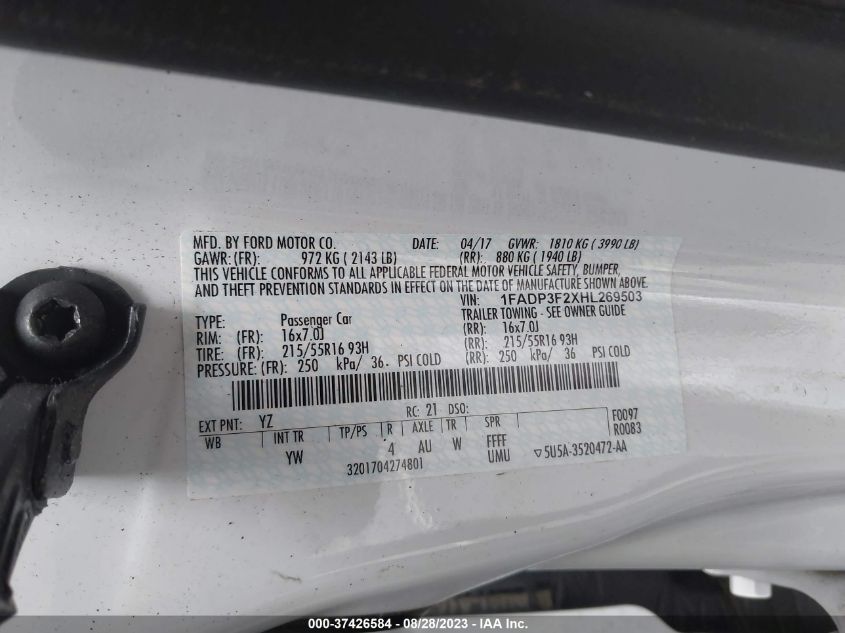 MFD. BY FORD MOTOR CO. DATE: 04/17 GVWR: 1810 KG ( 3990 LB)
GAWR: (FR): 972 KG ( 2143 LB) (RR): 880 KG ( 1940 LB)
THIS VEHICLE CONFORMS TO ALL APPLICABLE FEDERAL MOTOR VEHICLE SAFETY, BUMPER,
AND THEFT PREVENTION STANDARDS IN EFFECT ON THE DATE OF MANUFACTURE SHOWN ABOVE.
VIN: 1FADP3F2XHL269503
TYPE: Passenger Car TRAILER TOWING - SEE OWNER GUIDE
RIM: (FR): 16x7.0J (RR): 16x7.0J
TIRE: (FR): 215/55R16 93H (RR): 215/55R16 93H
PRESSURE: (FR): 250 kPa/ 36 PSI COLD (RR): 250 kPa/ 36 PSI COLD
EXT PNT: YZ RC: 21 DSO: F0097
WB INT TR TP/PS R AXLE TR SPR R0083
YW 4 AU W FFFF
UMU ▽5U5A-3520472-AA
3201704274801
000-37426584 / 08/28/2023 - IAA Inc.